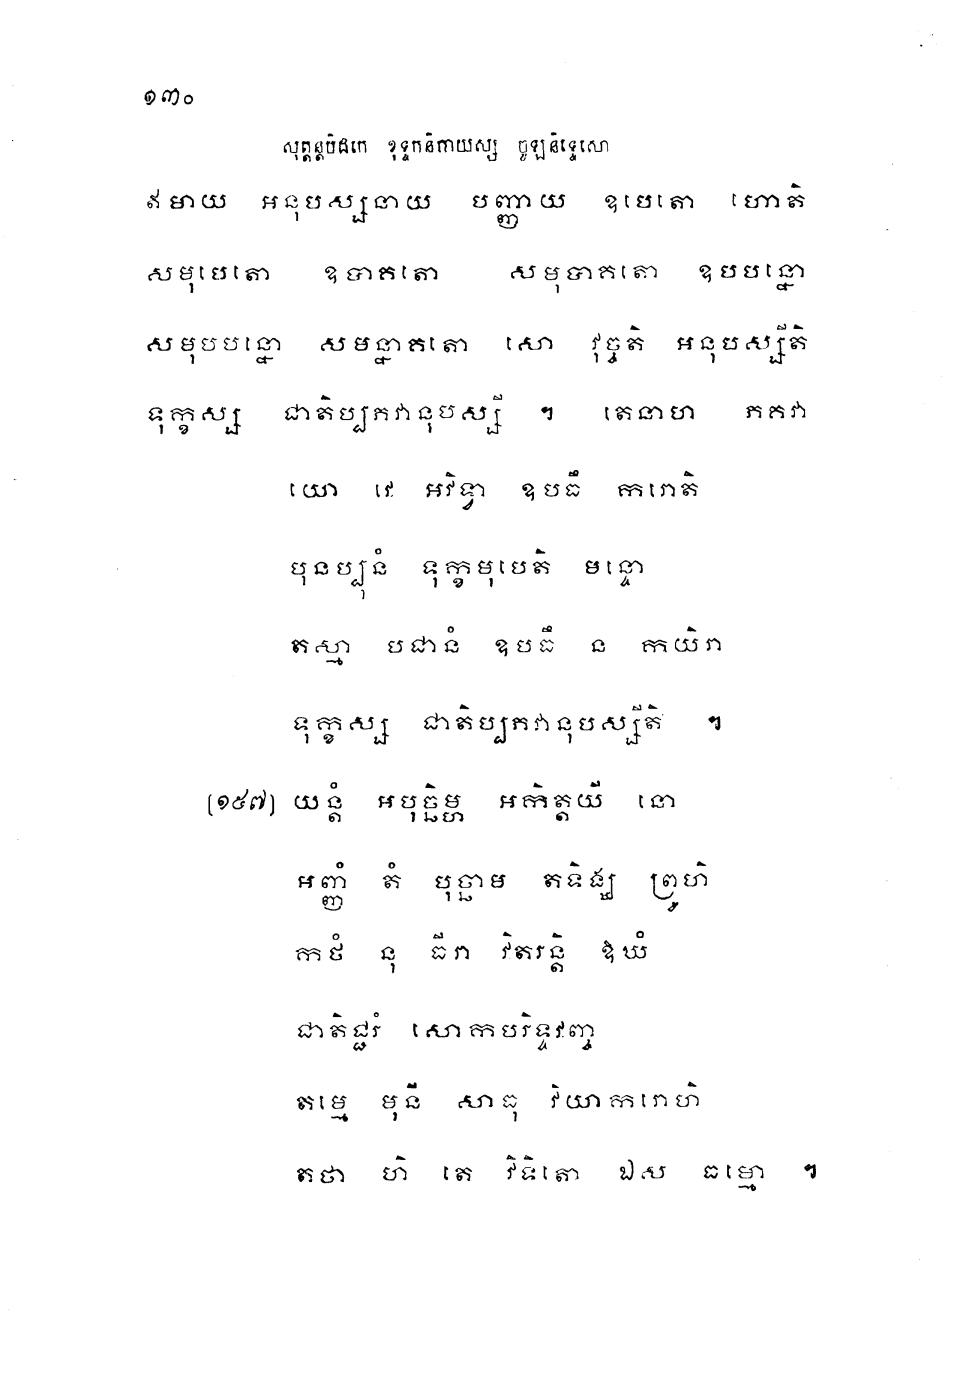 ១៣០
សុត្តន្តបិដកេ ខុទ្ទកនិកាយស្ស ចូឡនិទ្ទេសោ
ឥមាយ អនុបស្សនាយ បញ្ញាយ ឧបេតោ ហោតិ
សមុបេតោ ឧបាគតោ សមុបាគតោ ឧបបន្នោ
សមុបបន្នោ សមន្នាគតោ សោ វុច្ចតិ អនុបស្សីតិ
ទុក្ខស្ស ជាតិប្បភវានុបស្សី ។ តេនាហ ភគវា
យោ វេ អវិទ្វា ឧបធឹ ករោតិ
បុនប្បុនំ ទុក្ខមុបេតិ មន្ទោ
តស្មា បជានំ ឧបធឹ ន កយិរា
ទុក្ខស្ស ជាតិប្បភវានុបស្សីតិ ។
(១៥៧) យន្តំ អបុច្ឆិម្ហ អកិត្តយី នោ
អញ្ញំ តំ បុច្ឆាម តទិង្ឃ ព្រូហិ
កថំ នុ ធីរា វិតរន្តិ ឱឃំ
ជាតិជ្ជរំ សោកបរិទ្ទវញ្ច
តម្មេ មុនី សាធុ វិយាករោហិ
តថា ហិ តេ វិទិតោ ឯស ធម្មោ ។